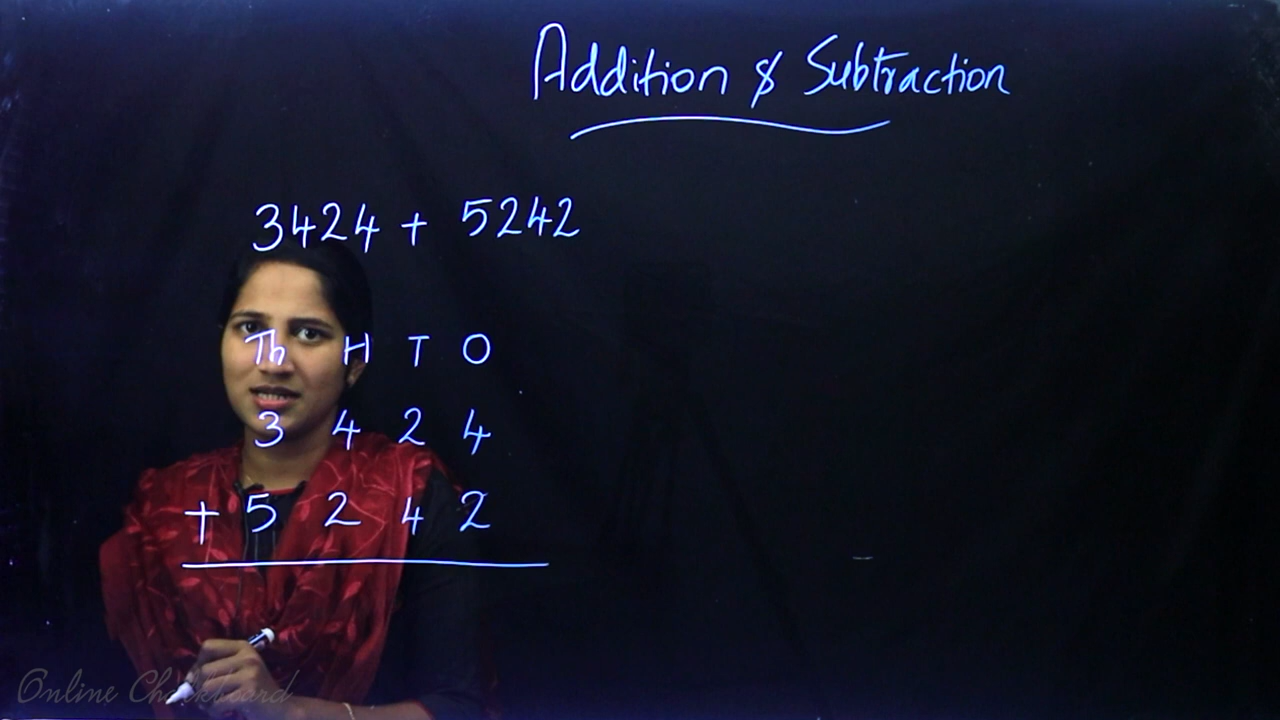 Addition & Subtraction
3424 + 5242
Th H T O
3 4 2 4
+ 5 2 4 2
Online Chalkboard